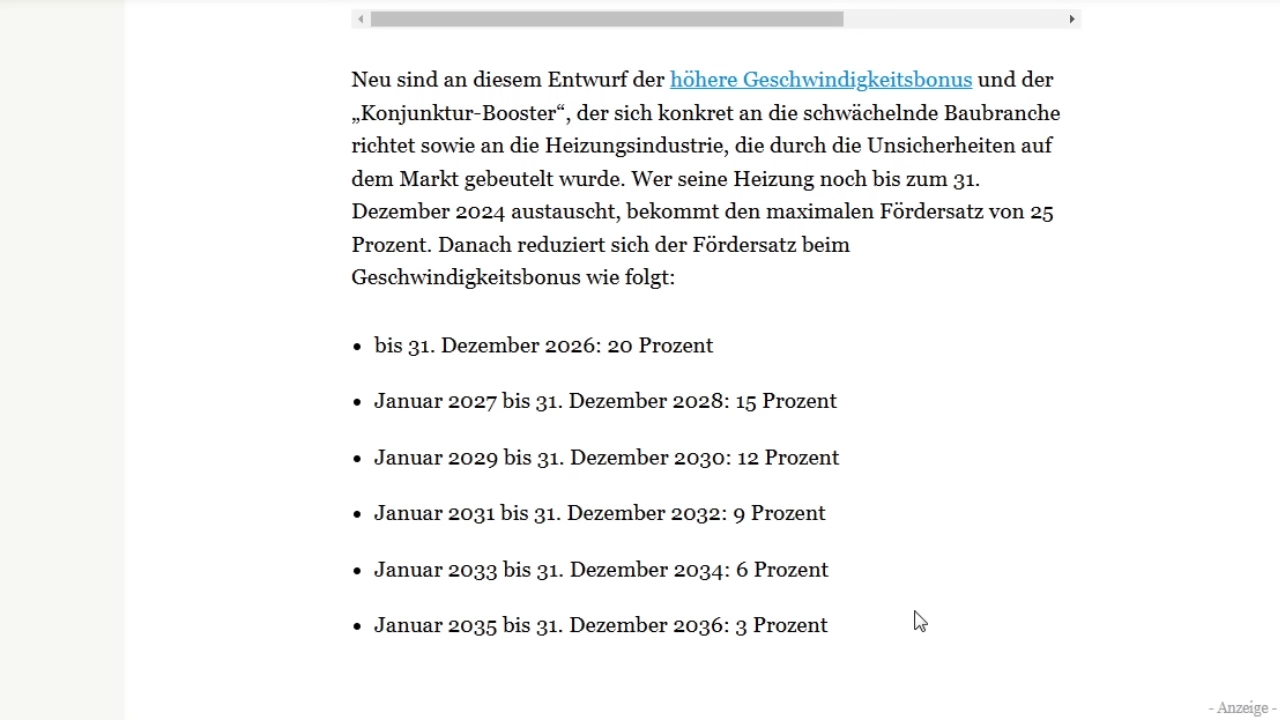 Neu sind an diesem Entwurf der höhere Geschwindigkeitsbonus und der
„Konjunktur-Booster“, der sich konkret an die schwächelnde Baubranche
richtet sowie an die Heizungsindustrie, die durch die Unsicherheiten auf
dem Markt gebeutelt wurde. Wer seine Heizung noch bis zum 31.
Dezember 2024 austauscht, bekommt den maximalen Fördersatz von 25
Prozent. Danach reduziert sich der Fördersatz beim
Geschwindigkeitsbonus wie folgt:
• bis 31. Dezember 2026: 20 Prozent
• Januar 2027 bis 31. Dezember 2028: 15 Prozent
• Januar 2029 bis 31. Dezember 2030: 12 Prozent
• Januar 2031 bis 31. Dezember 2032: 9 Prozent
• Januar 2033 bis 31. Dezember 2034: 6 Prozent
• Januar 2035 bis 31. Dezember 2036: 3 Prozent
- Anzeige -